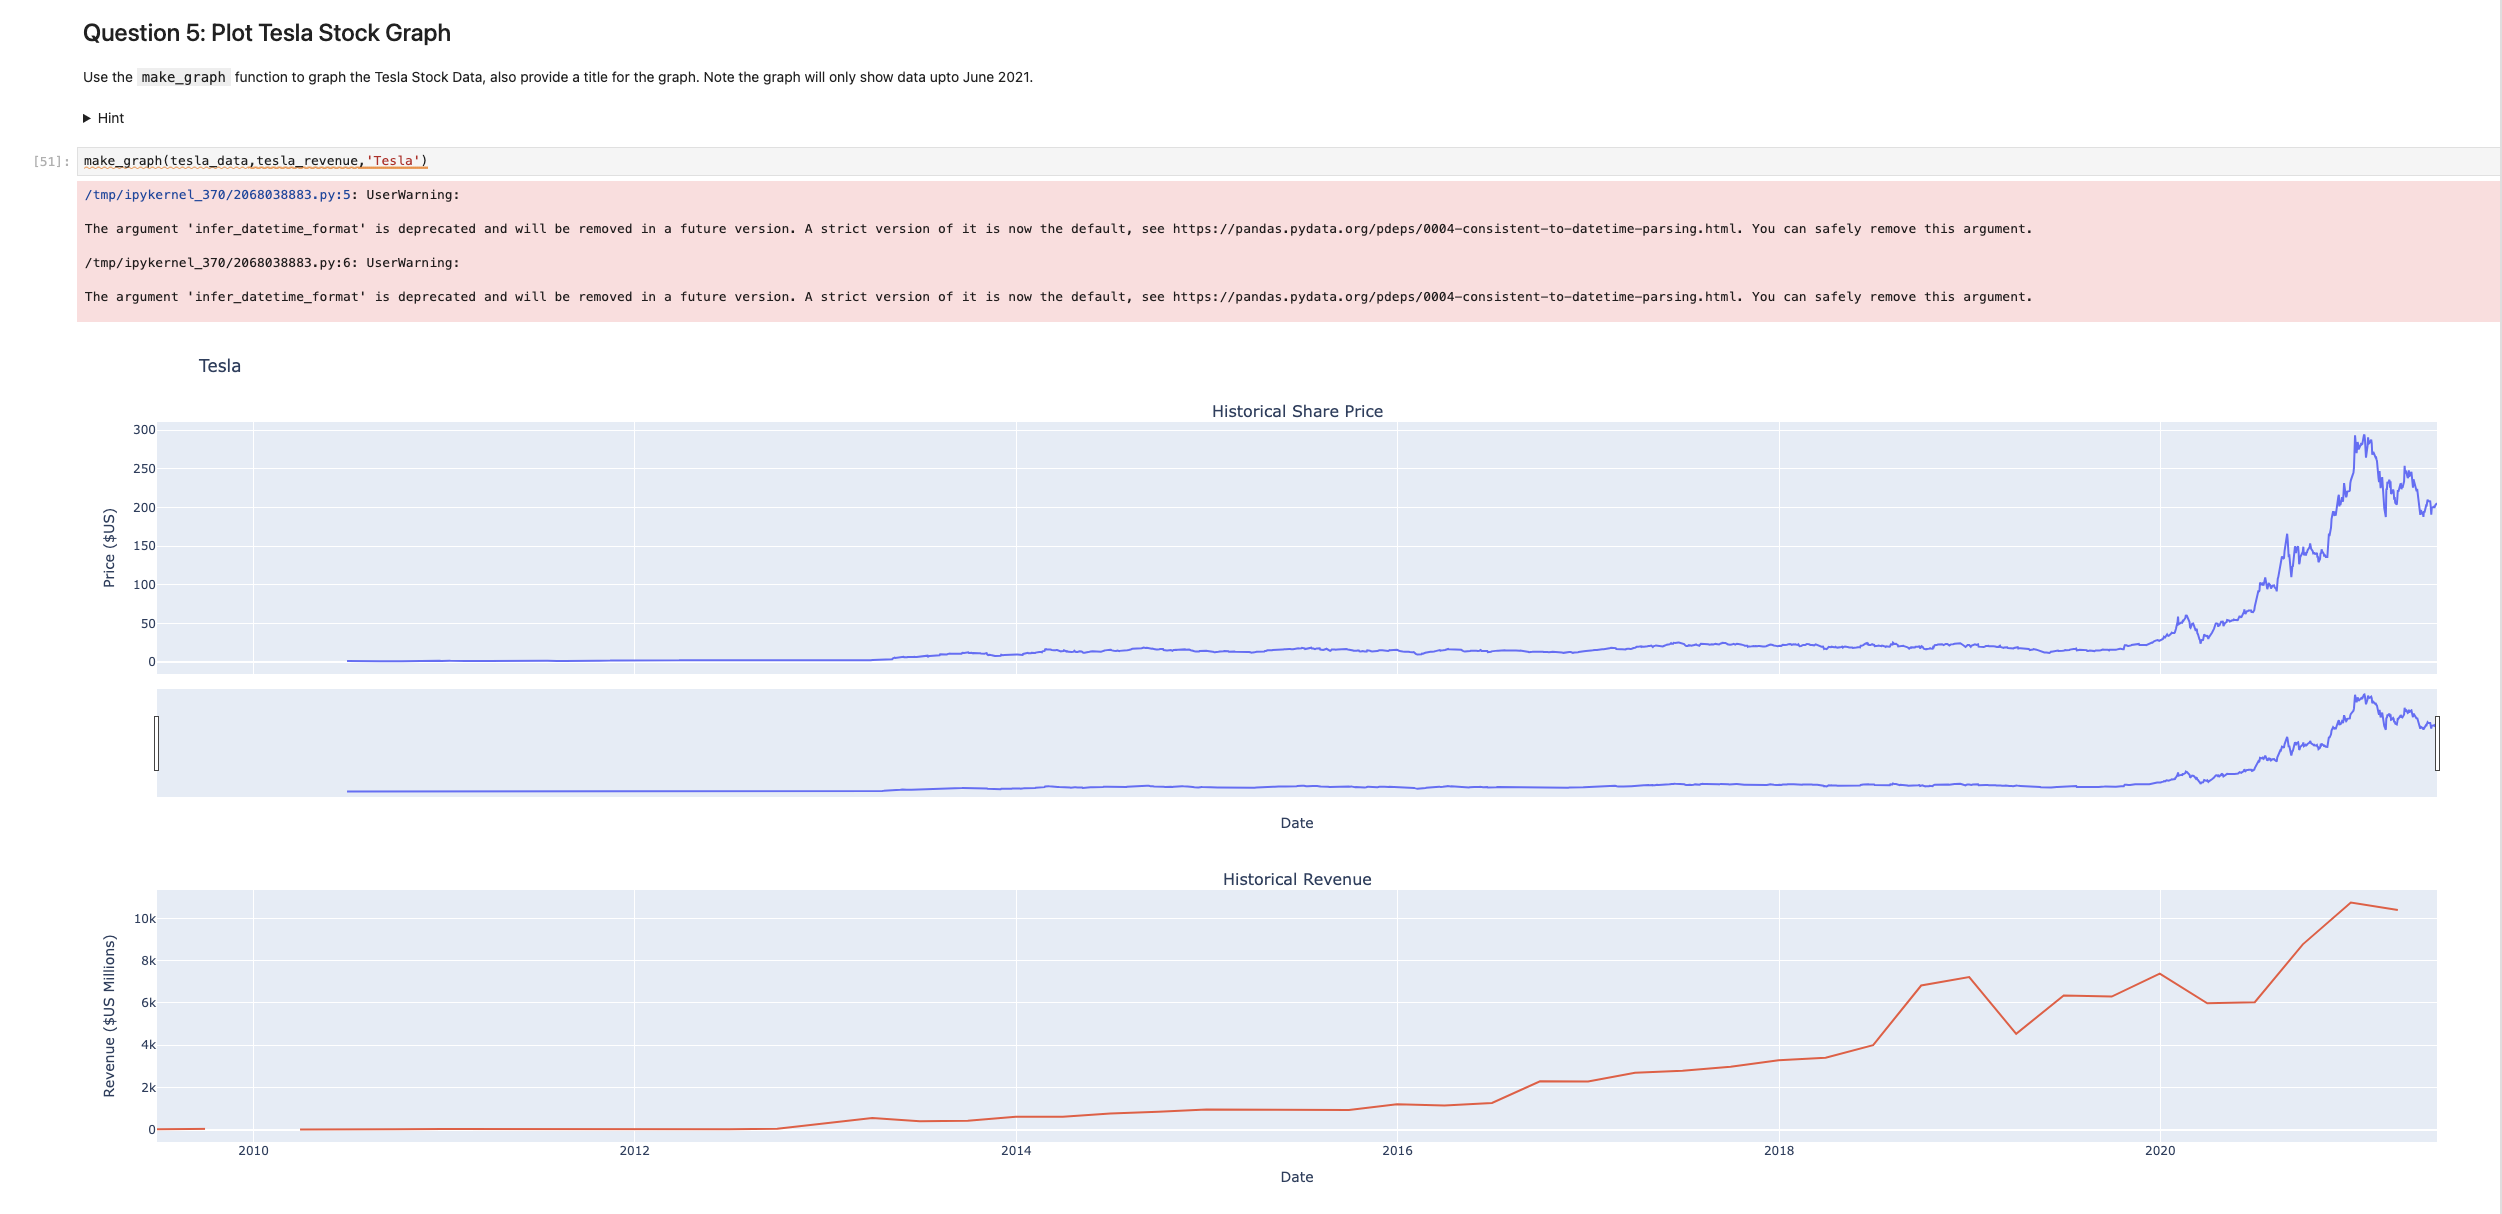 Question 5: Plot Tesla Stock Graph
Use the make_graph function to graph the Tesla Stock Data, also provide a title for the graph. Note the graph will only show data upto June 2021.
Hint
[51]:
make_graph(tesla_data,tesla_revenue,'Tesla')
/tmp/ipykernel_370/2068038883.py:5: UserWarning:
The argument 'infer_datetime_format' is deprecated and will be removed in a future version. A strict version of it is now the default, see https://pandas.pydata.org/pdeps/0004-consistent-to-datetime-parsing.html. You can safely remove this argument.
/tmp/ipykernel_370/2068038883.py:6: UserWarning:
The argument 'infer_datetime_format' is deprecated and will be removed in a future version. A strict version of it is now the default, see https://pandas.pydata.org/pdeps/0004-consistent-to-datetime-parsing.html. You can safely remove this argument.
Tesla
Historical Share Price
300
250
200
150
100
50
0
Price ($US)
Date
Historical Revenue
10k
8k
6k
4k
2k
0
Revenue ($US Millions)
2010 2012 2014 2016 2018 2020
Date